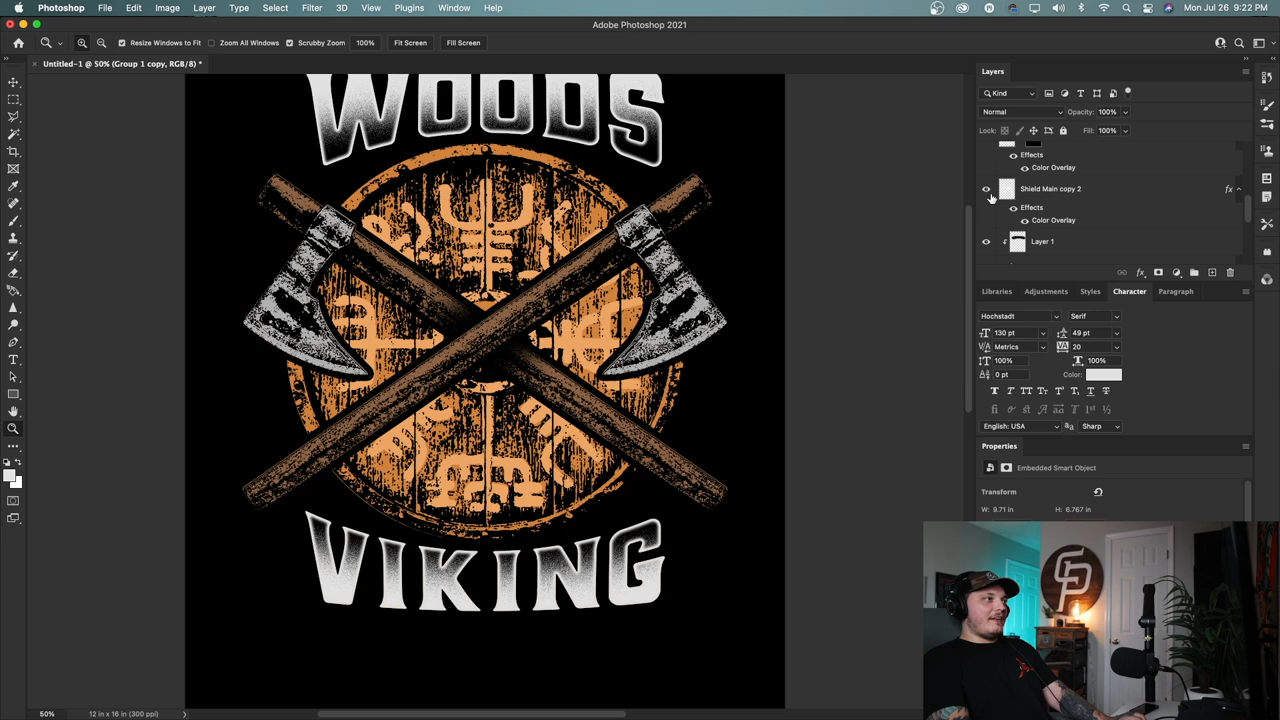 Photoshop File Edit Image Layer Type Select Filter 3D View Plugins Window Help Mon Jul 26 9:22 PM
Adobe Photoshop 2021
Resize Windows to Fit Zoom All Windows Scrubby Zoom 100% Fit Screen Fill Screen
Untitled-1 @ 50% (Group 1 copy, RGB/8) *
Layers
Kind
Normal Opacity: 100%
Lock: Fill: 100%
Effects
Color Overlay
Shield Main copy 2 fx
Effects
Color Overlay
Layer 1
fx
Libraries Adjustments Styles Character Paragraph
Hochstadt Serif
130 pt 49 pt
Metrics 20
100% 100%
0 pt Color:
English: USA Sharp
Properties
Embedded Smart Object
Transform
W: 9.71 in H: 6.767 in
WOODS
VIKING
50% 12 in x 16 in (300 ppi)